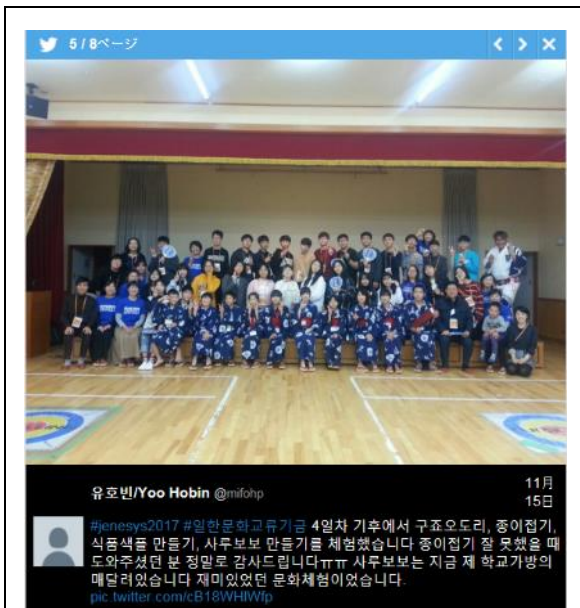 5 / 8ページ
유호빈/Yoo Hobin @mifohp
11月
15日
#jenesys2017 #일한문화교류기금 4일차 기후에서 구죠오도리, 종이접기,
식품색플 만들기, 사루보보 만들기를 체험했습니다 종이접기 잘 못했을 때
도와주셨던 분 정말로 감사드립니다ㅠㅠ 사루보보는 지금 제 학교가방의
매달려있습니다 재미있었던 문화체험이었습니다.
pic.twitter.com/cB18WHIWfp